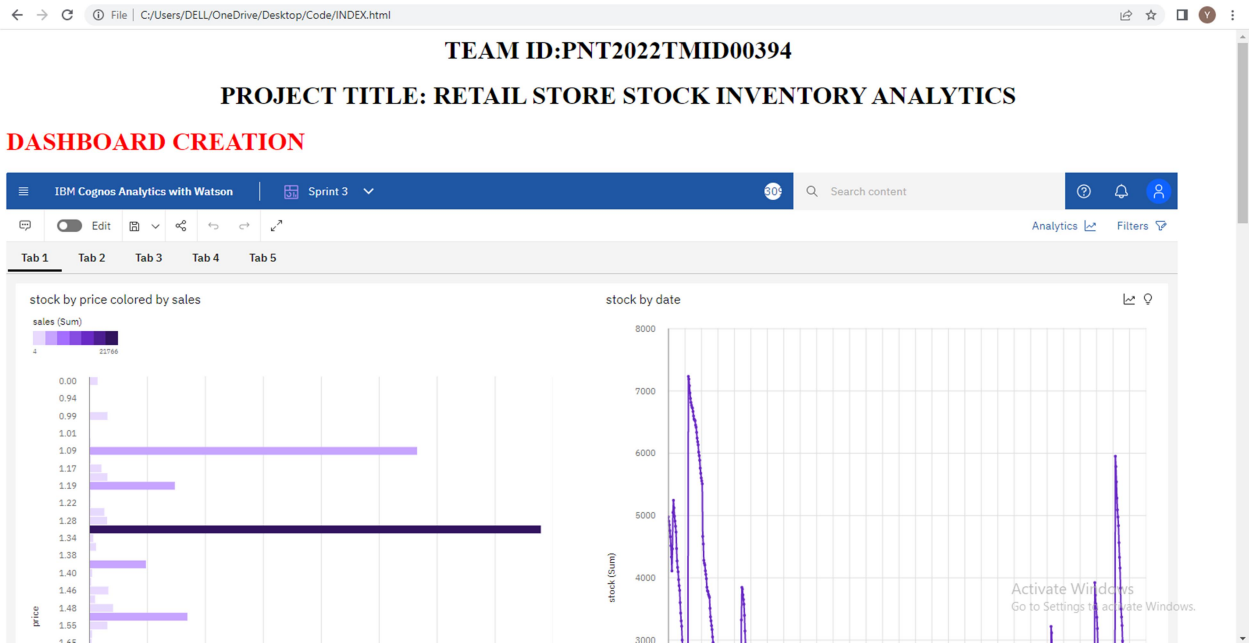 File C:/Users/DELL/OneDrive/Desktop/Code/INDEX.html Y
TEAM ID:PNT2022TMID00394
PROJECT TITLE: RETAIL STORE STOCK INVENTORY ANALYTICS
DASHBOARD CREATION
IBM Cognos Analytics with Watson Sprint 3 309 Search content
Edit Analytics Filters
Tab 1 Tab 2 Tab 3 Tab 4 Tab 5
stock by price colored by sales
sales (Sum)
4 21766
0.00
0.94
0.99
1.01
1.09
1.17
1.19
1.22
1.28
1.34
1.38
1.40
1.46
1.48
1.55
1.65
price
stock by date
8000
7000
6000
5000
4000
3000
stock (Sum)
Activate Windows
Go to Settings to activate Windows.